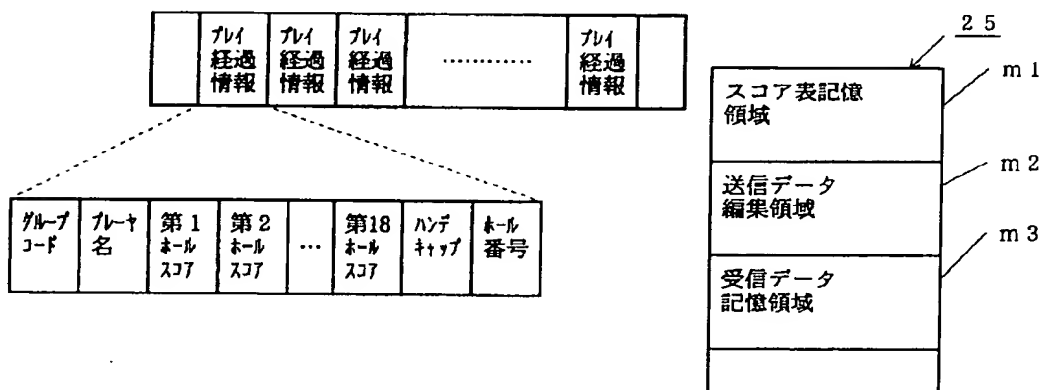 プレイ
経過
情報
プレイ
経過
情報
プレイ
経過
情報
…………
プレイ
経過
情報
グループ
コード
プレーヤ
名
第1
ホール
スコア
第2
ホール
スコア
…
第18
ホール
スコア
ハンデ
キャップ
ホール
番号
25
スコア表記憶
領域
m1
送信データ
編集領域
m2
受信データ
記憶領域
m3